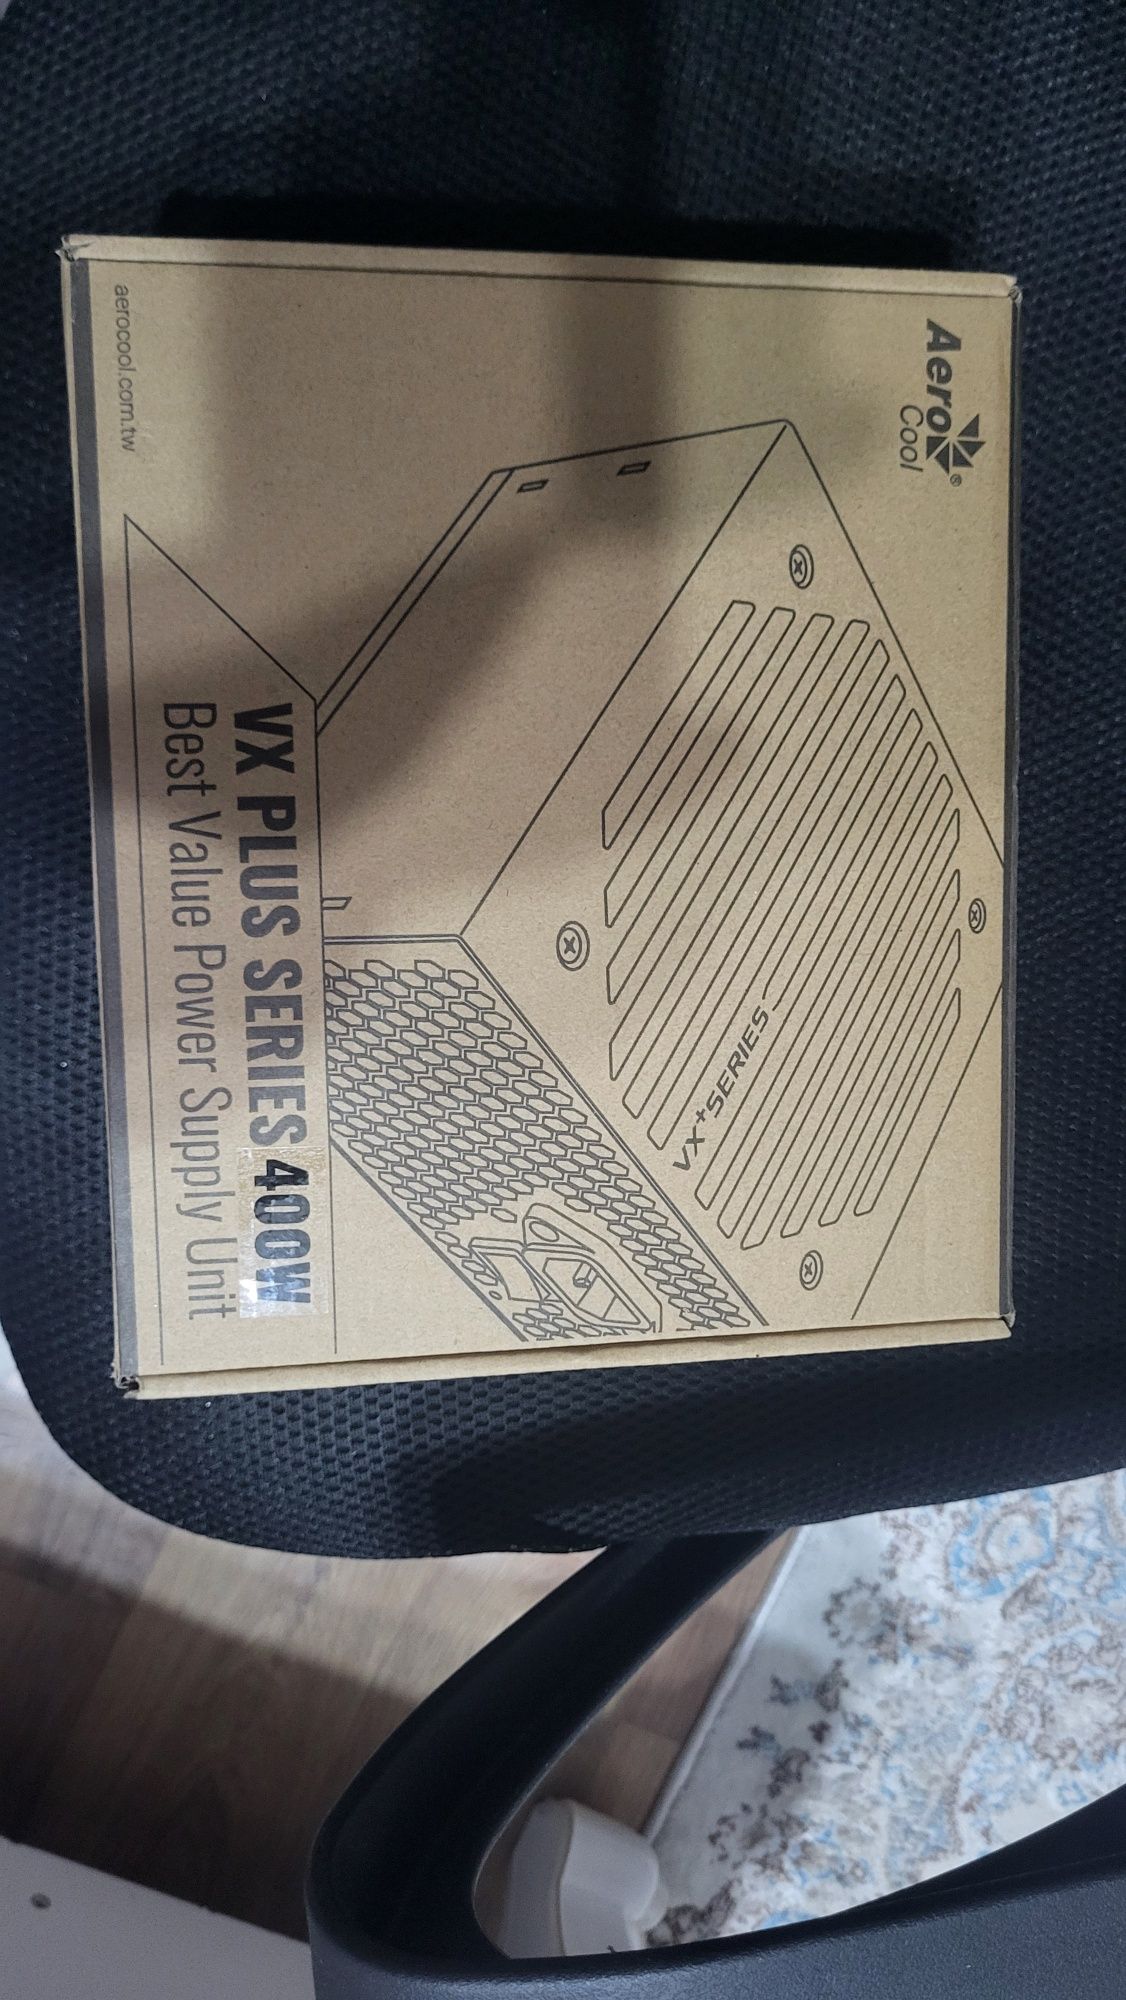 Aero
Cool®
VX+SERIES
VX PLUS SERIES 400W
Best Value Power Supply Unit
aerocool.com.tw